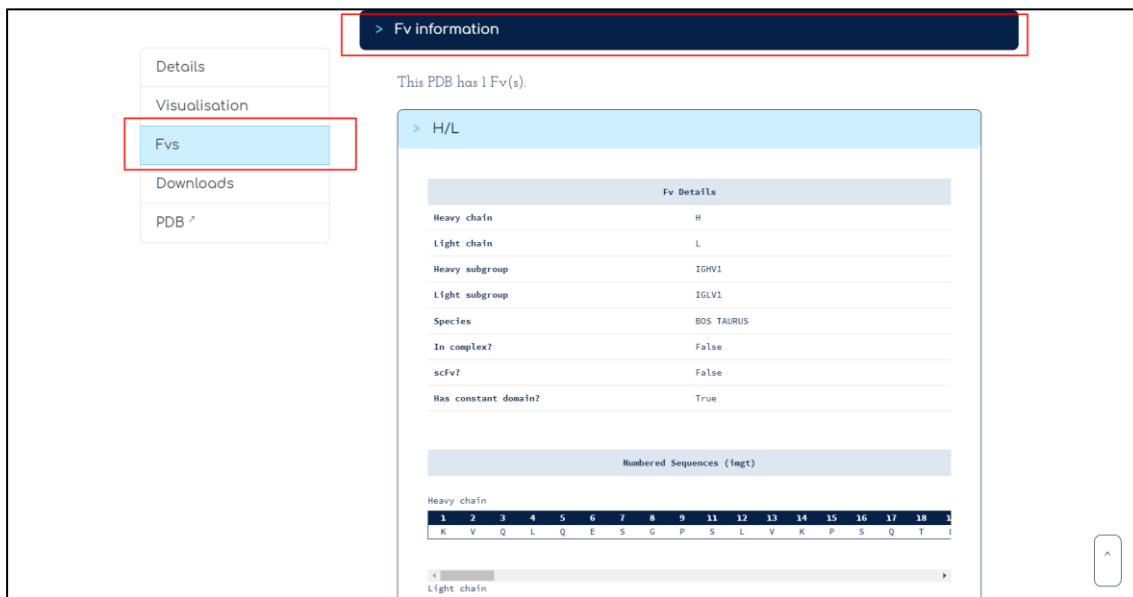 > Fv information
Details
Visualisation
Fvs
Downloads
PDB ↗
This PDB has 1 Fv(s).
> H/L
Fv Details
Heavy chain H
Light chain L
Heavy subgroup IGHV1
Light subgroup IGLV1
Species BOS TAURUS
In complex? False
scFv? False
Has constant domain? True
Numbered Sequences (imgt)
Heavy chain
1 2 3 4 5 6 7 8 9 11 12 13 14 15 16 17 18
K V Q L Q E S G P S L V K P S Q T
Light chain